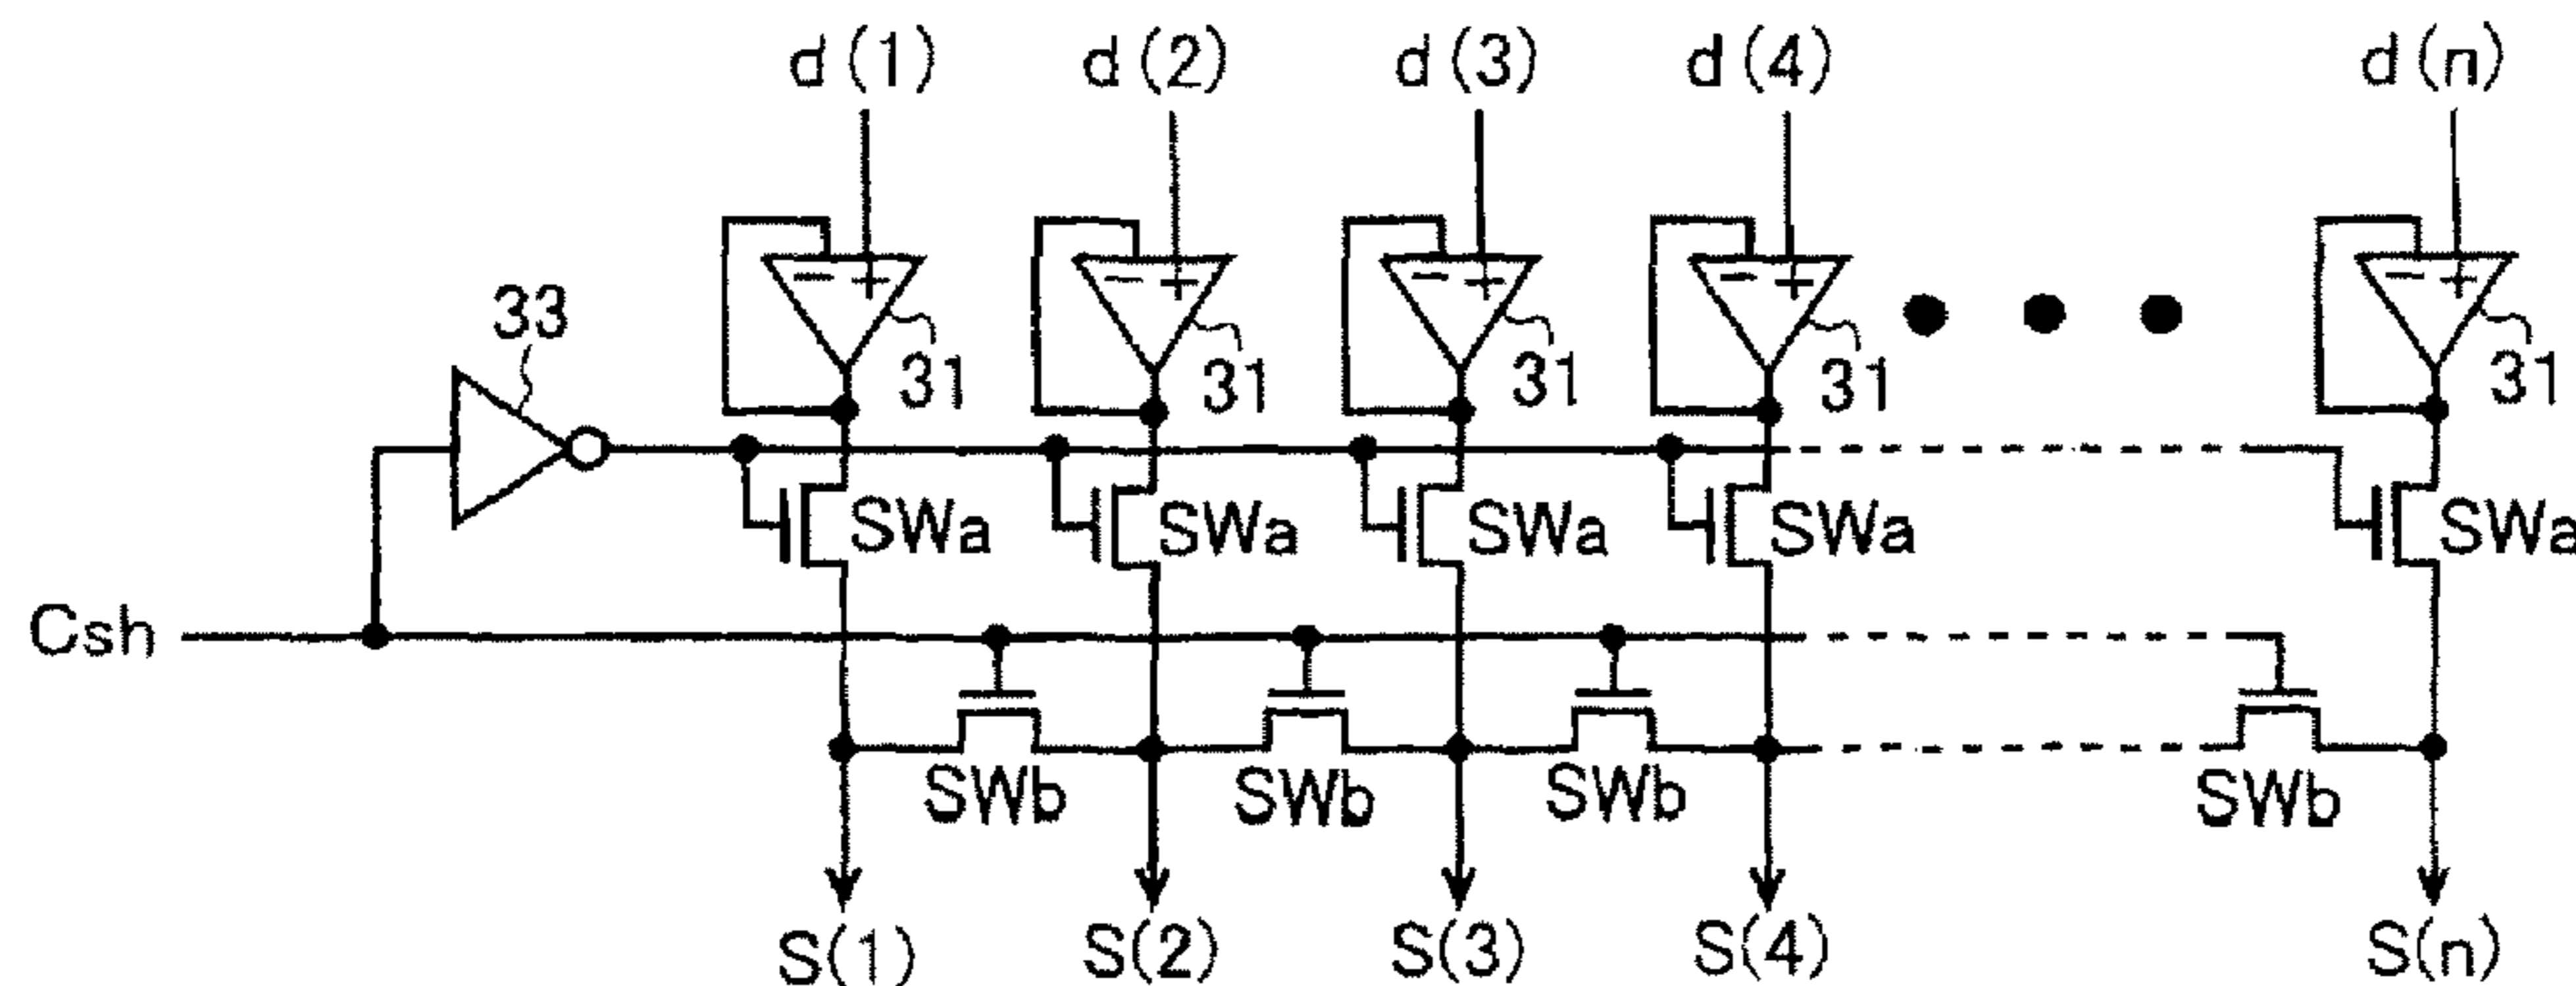 d(1) d(2) d(3) d(4) d(n)
33
- + - + - + - + - +
31 31 31 31 31
SWa SWa SWa SWa SWa
Csh
SWb SWb SWb SWb
S(1) S(2) S(3) S(4) S(n)